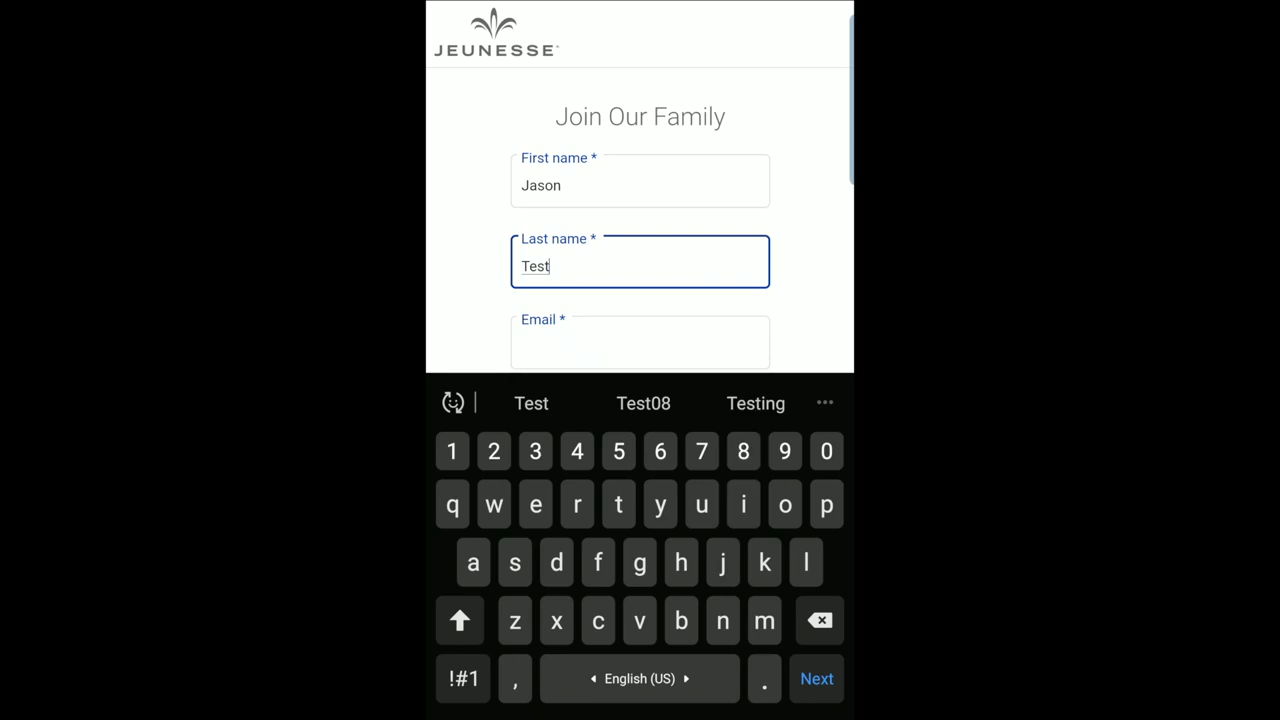 JEUNESSE
Join Our Family
First name *
Jason
Last name *
Test
Email *
Test Test08 Testing ...
1 2 3 4 5 6 7 8 9 0
q w e r t y u i o p
a s d f g h j k l
z x c v b n m
!#1 , English (US) . Next